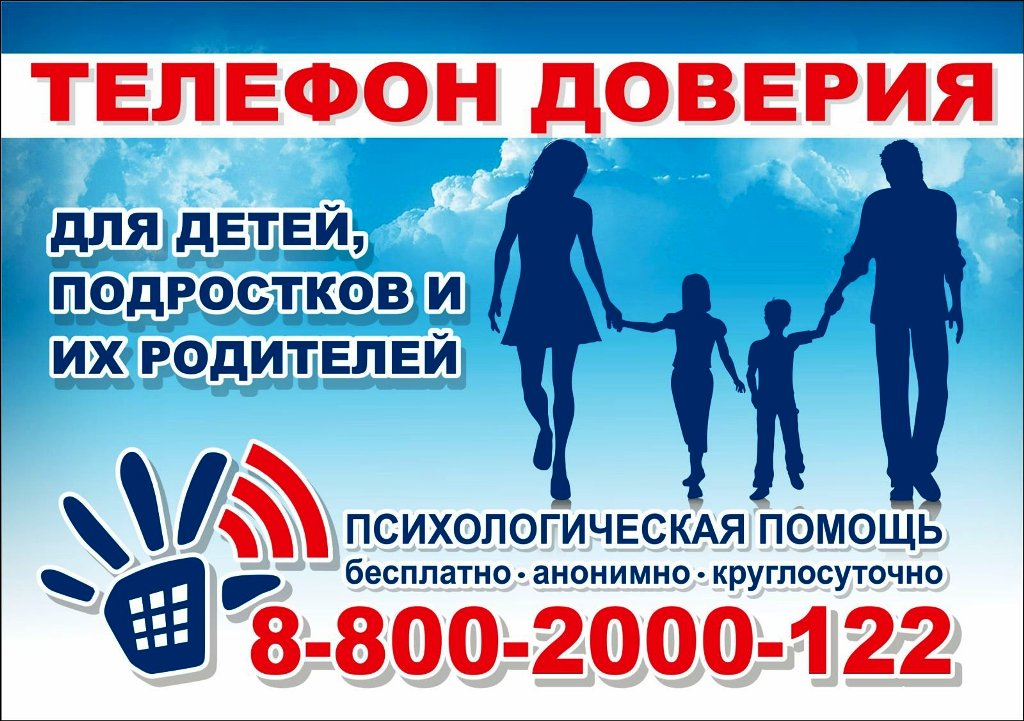 ТЕЛЕФОН ДОВЕРИЯ
ДЛЯ ДЕТЕЙ,
ПОДРОСТКОВ И
ИХ РОДИТЕЛЕЙ
ПСИХОЛОГИЧЕСКАЯ ПОМОЩЬ
бесплатно • анонимно • круглосуточно
8-800-2000-122